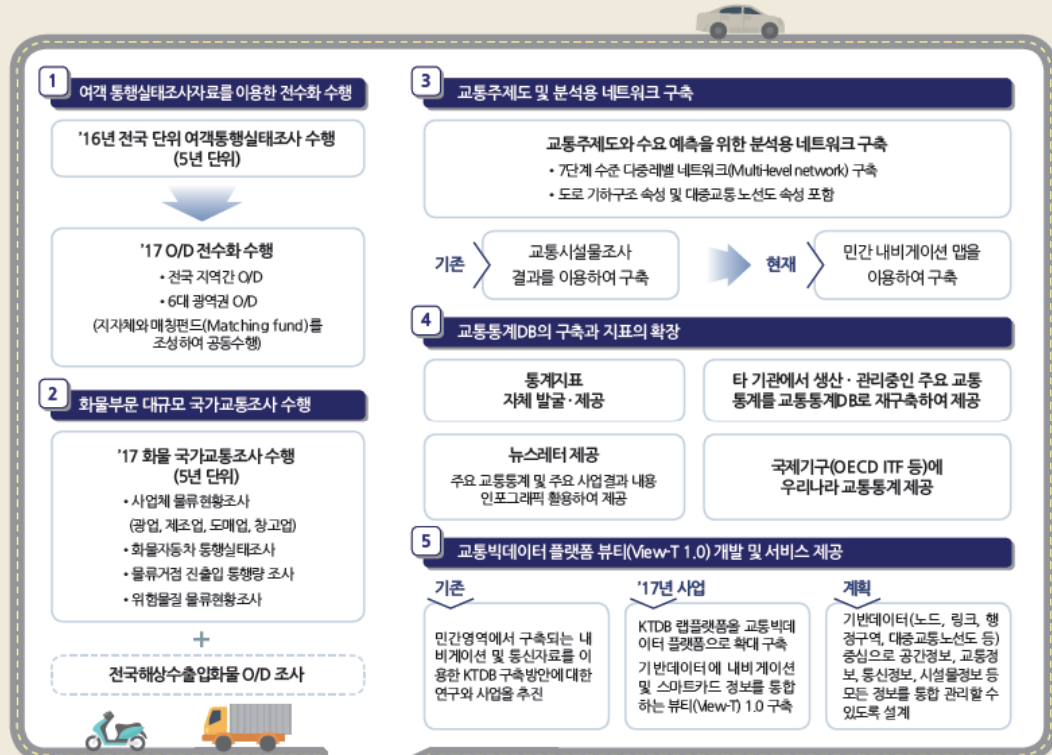 1
여객 통행실태조사자료를 이용한 전수화 수행
'16년 전국 단위 여객통행실태조사 수행
(5년 단위)
'17 O/D 전수화 수행
• 전국 지역간 O/D
• 6대 광역권 O/D
(지자체와 매칭펀드(Matching fund)를
조성하여 공동수행)
2
화물부문 대규모 국가교통조사 수행
'17 화물 국가교통조사 수행
(5년 단위)
• 사업체 물류현황조사
(광업, 제조업, 도매업, 창고업)
• 화물자동차 통행실태조사
• 물류거점 진출입 통행량 조사
• 위험물질 물류현황조사
+
전국해상수출입화물 O/D 조사
3
교통주제도 및 분석용 네트워크 구축
교통주제도와 수요 예측을 위한 분석용 네트워크 구축
• 7단계 수준 다중레벨 네트워크(Multi-level network) 구축
• 도로 기하구조 속성 및 대중교통 노선도 속성 포함
기존
교통시설물조사
결과를 이용하여 구축
현재
민간 내비게이션 맵을
이용하여 구축
4
교통통계DB의 구축과 지표의 확장
통계지표
자체 발굴·제공
타 기관에서 생산·관리중인 주요 교통
통계를 교통통계DB로 재구축하여 제공
뉴스레터 제공
주요 교통통계 및 주요 사업결과 내용
인포그래픽 활용하여 제공
국제기구(OECD ITF 등)에
우리나라 교통통계 제공
5
교통빅데이터 플랫폼 뷰티(View-T 1.0) 개발 및 서비스 제공
기존
민간영역에서 구축되는 내
비게이션 및 통신자료를 이
용한 KTDB 구축방안에 대한
연구와 사업을 추진
'17년 사업
KTDB 랩플랫폼을 교통빅데
이터 플랫폼으로 확대 구축
기반데이터에 내비게이션
및 스마트카드 정보를 통합
하는 뷰티(View-T) 1.0 구축
계획
기반데이터(노드, 링크, 행
정구역, 대중교통노선도 등)
중심으로 공간정보, 교통정
보, 통신정보, 시설물정보 등
모든 정보를 통합 관리할 수
있도록 설계